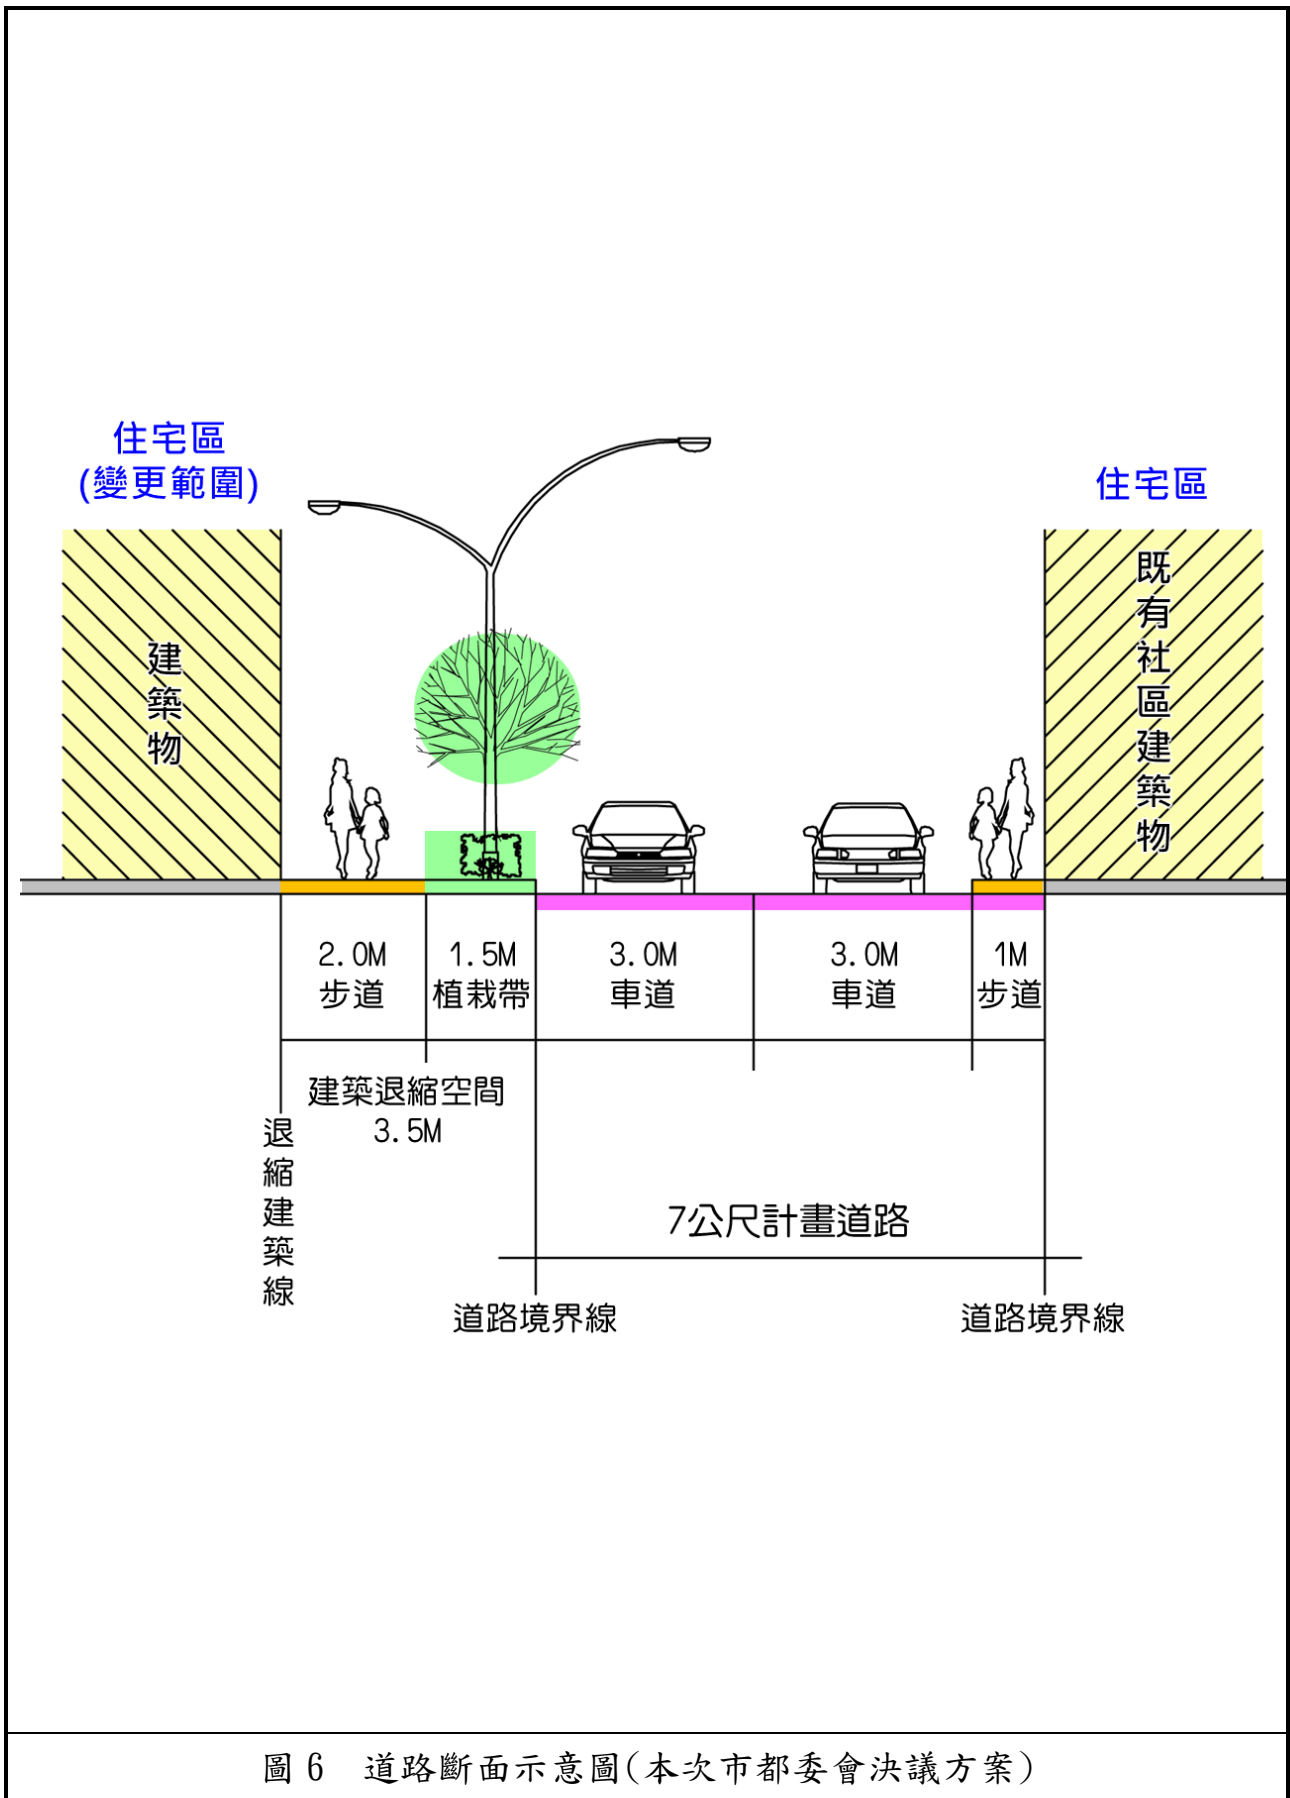 住宅區
(變更範圍)
住宅區
建築物
既有社區建築物
2.0M
步道
1.5M
植栽帶
3.0M
車道
3.0M
車道
1M
步道
建築退縮空間
3.5M
退縮建築線
7公尺計畫道路
道路境界線
道路境界線
圖 6　道路斷面示意圖(本次市都委會決議方案)